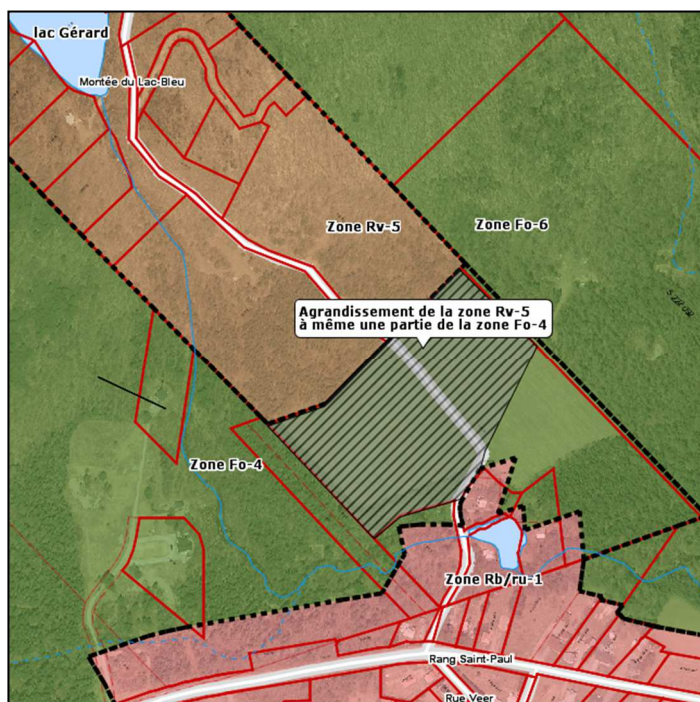 lac Gérard
Montée du Lac-Bleu
Zone Rv-5
Zone Fo-6
Agrandissement de la zone Rv-5
à même une partie de la zone Fo-4
Zone Fo-4
Zone Rb/ru-1
Rang Saint-Paul
Rue Veer